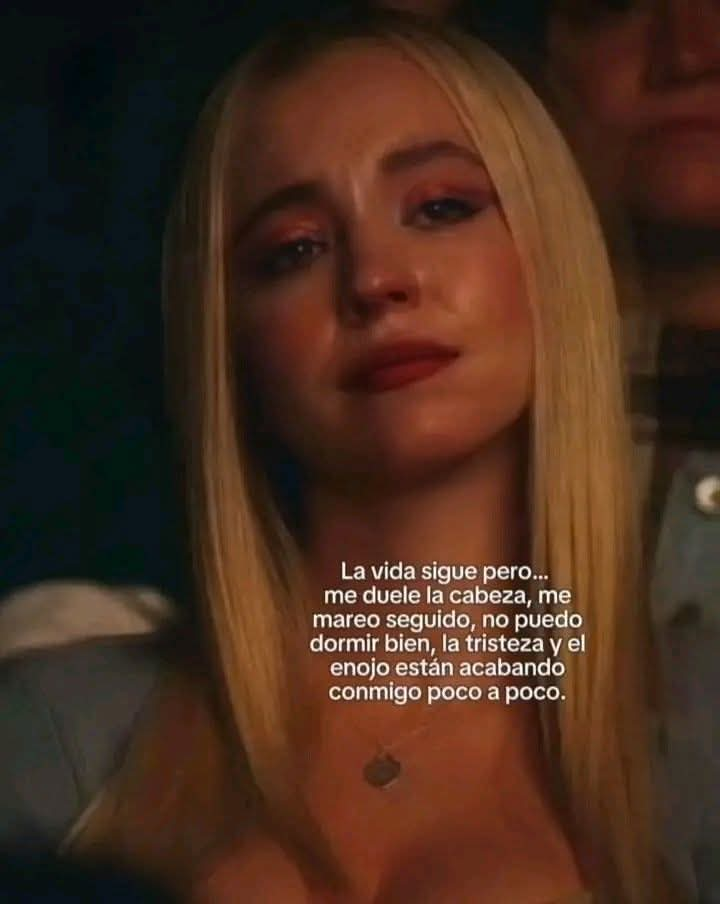 La vida sigue pero...
me duele la cabeza, me
mareo seguido, no puedo
dormir bien, la tristeza y el
enojo están acabando
conmigo poco a poco.